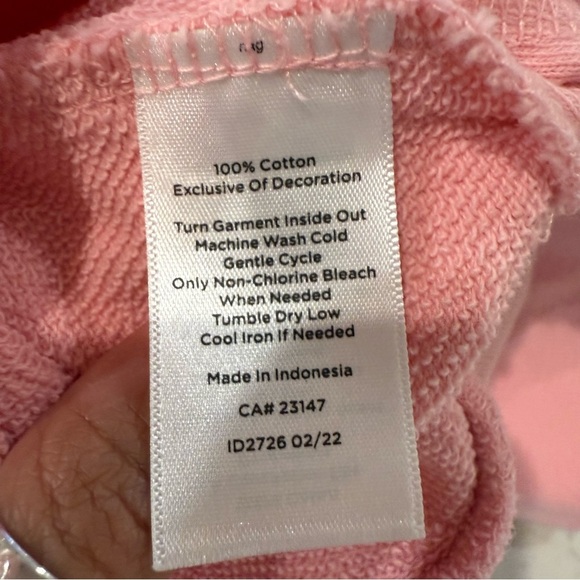 100% Cotton
Exclusive Of Decoration
Turn Garment Inside Out
Machine Wash Cold
Gentle Cycle
Only Non-Chlorine Bleach
When Needed
Tumble Dry Low
Cool Iron If Needed
Made In Indonesia
CA# 23147
ID2726 02/22